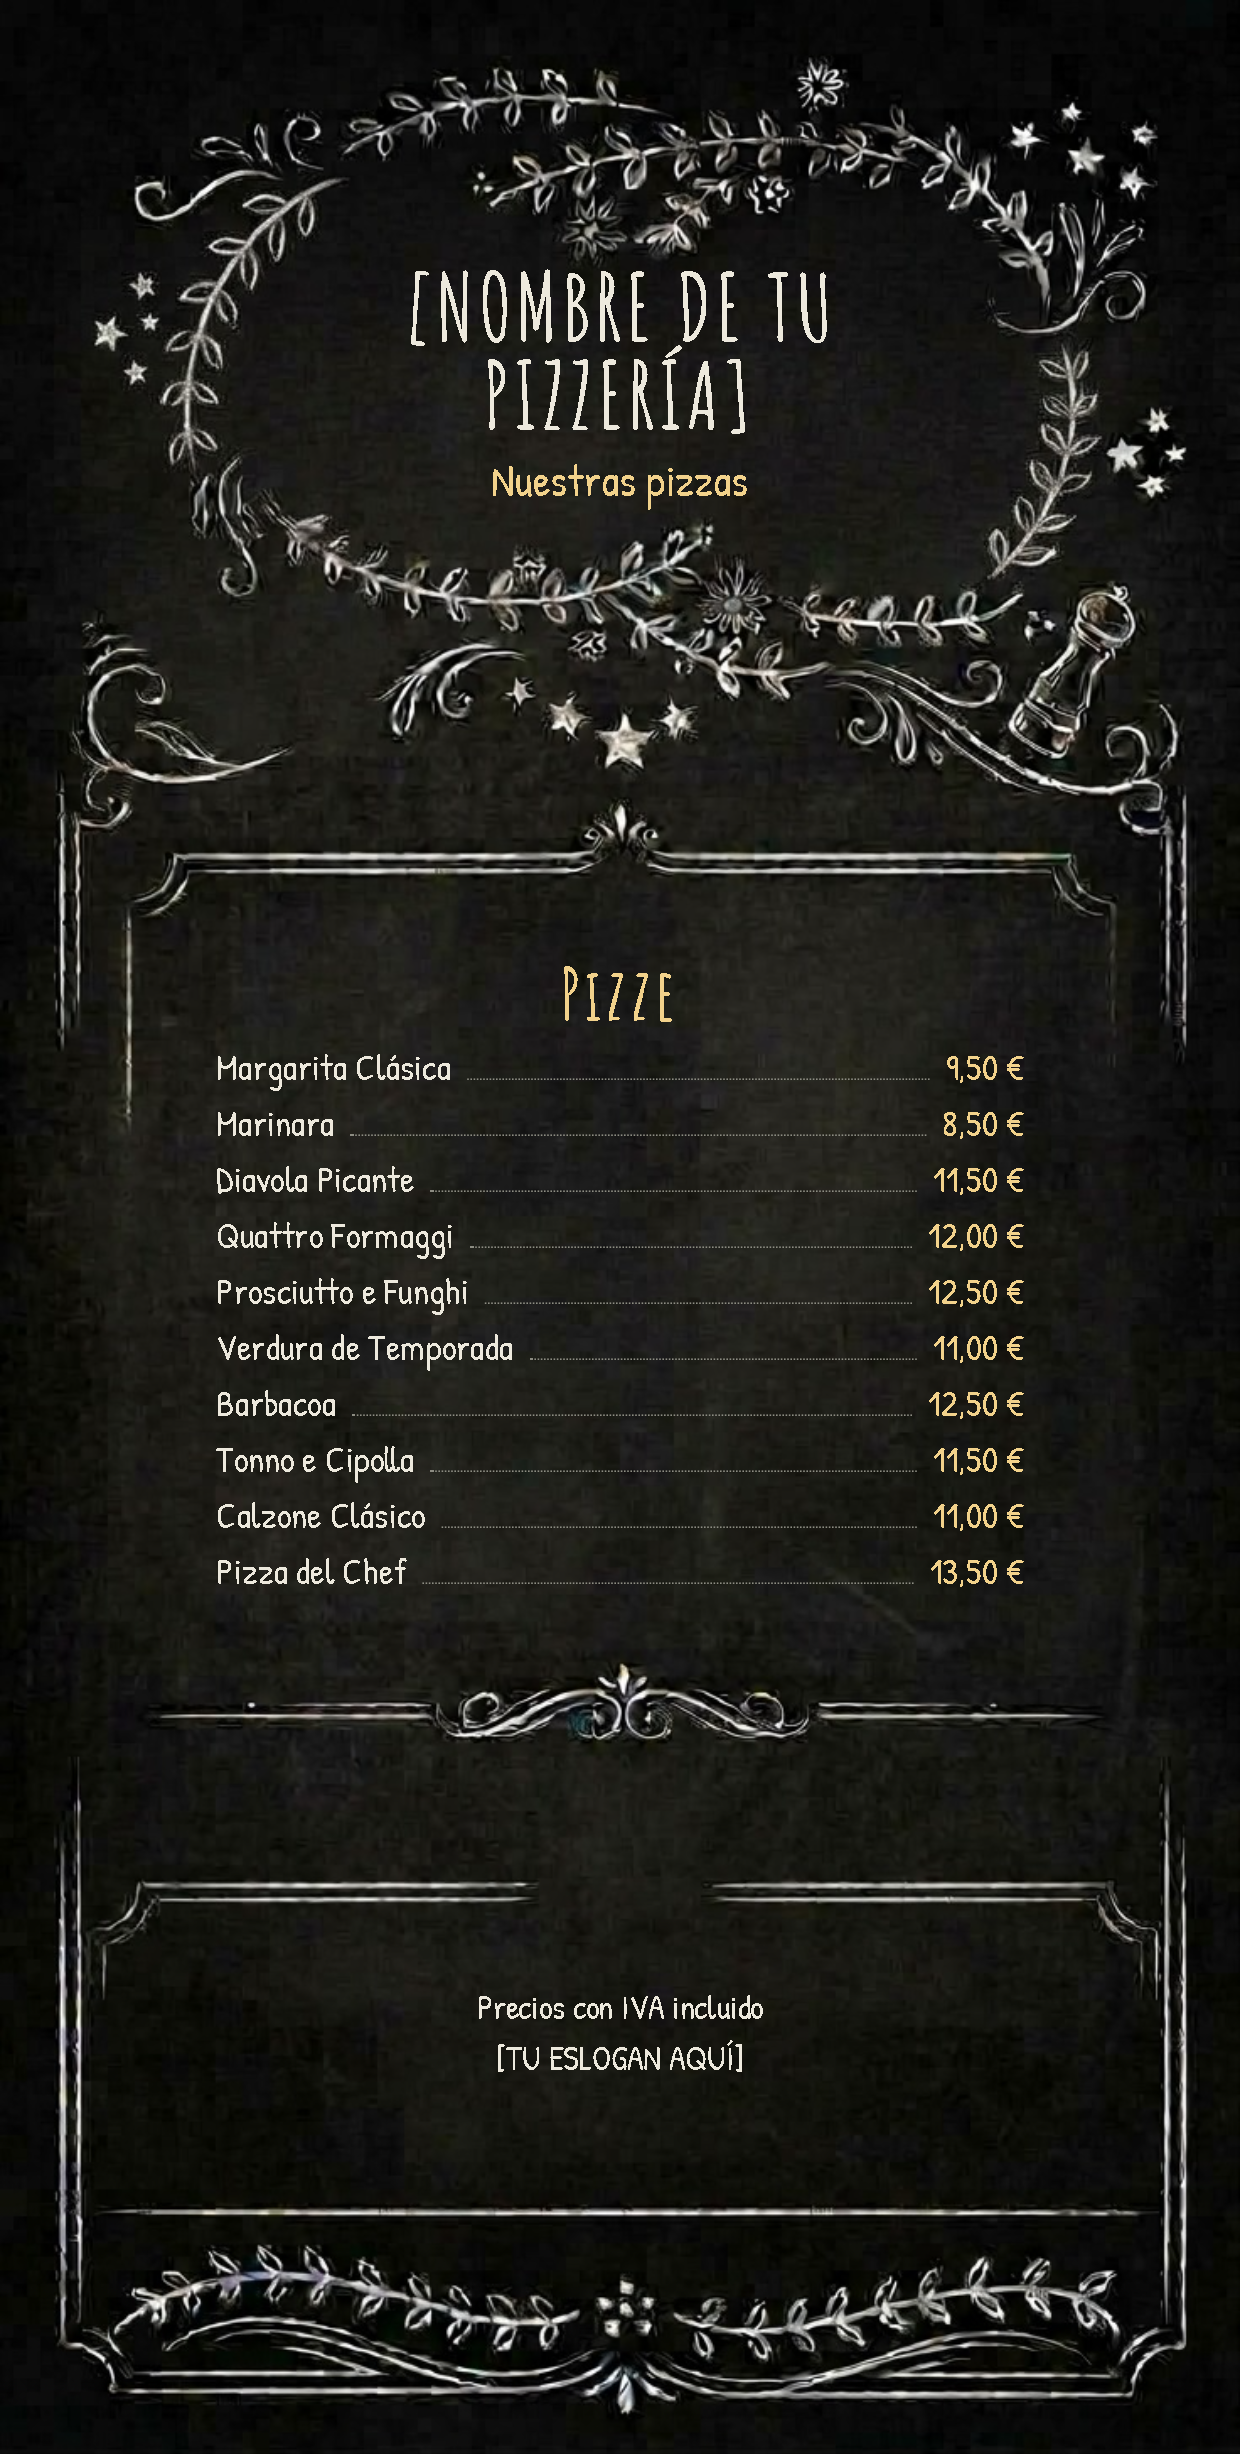 [NOMBRE DE TU
PIZZERÍA]
Nuestras pizzas
PIZZE
Margarita Clásica 9,50 €
Marinara 8,50 €
Diavola Picante 11,50 €
Quattro Formaggi 12,00 €
Prosciutto e Funghi 12,50 €
Verdura de Temporada 11,00 €
Barbacoa 12,50 €
Tonno e Cipolla 11,50 €
Calzone Clásico 11,00 €
Pizza del Chef 13,50 €
Precios con IVA incluido
[TU ESLOGAN AQUÍ]